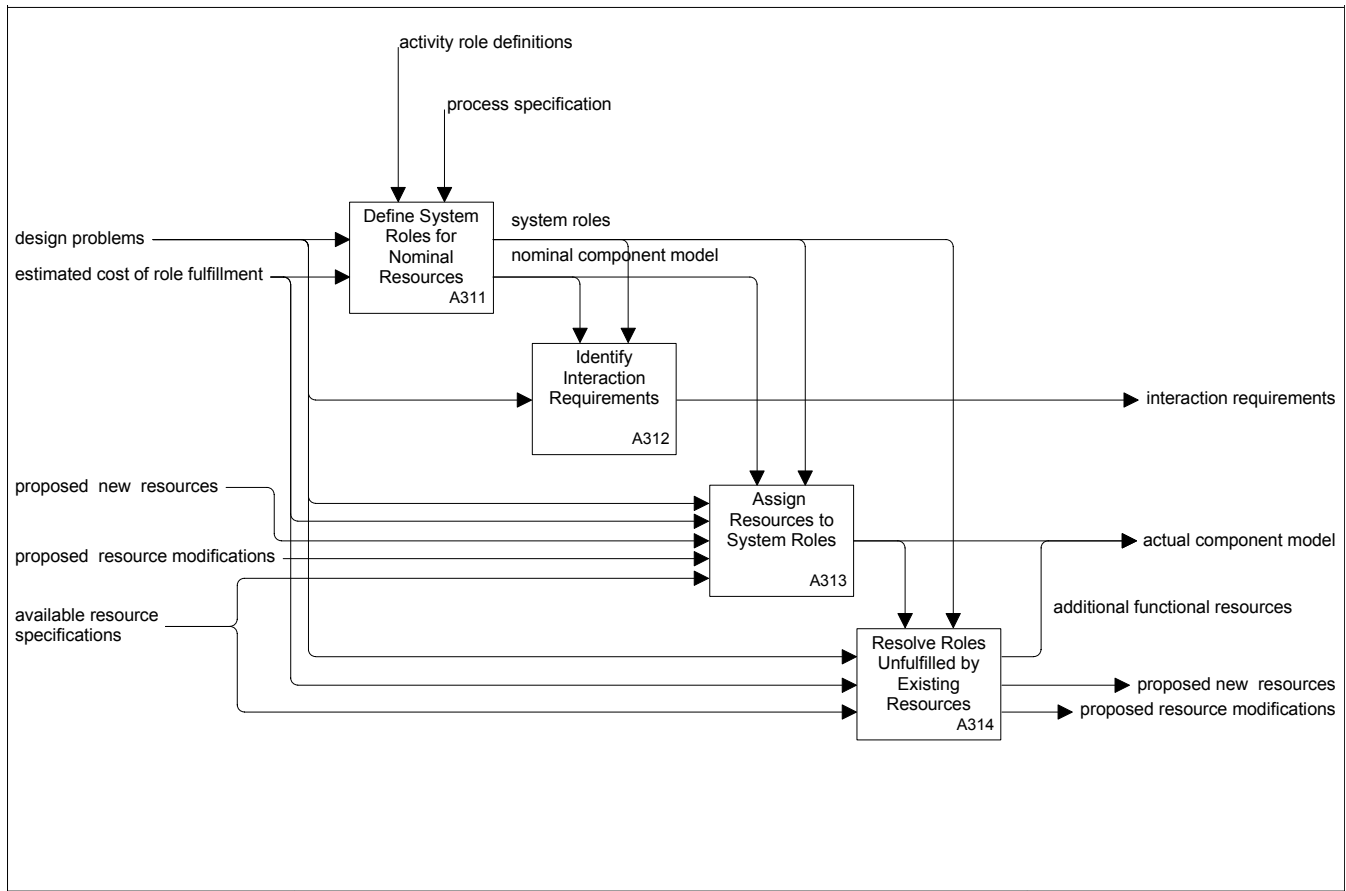 activity role definitions
process specification
Define System
Roles for
Nominal
Resources
A311
system roles
nominal component model
design problems
estimated cost of role fulfillment
Identify
Interaction
Requirements
A312
interaction requirements
proposed new resources
proposed resource modifications
available resource
specifications
Assign
Resources to
System Roles
A313
actual component model
additional functional resources
Resolve Roles
Unfulfilled by
Existing
Resources
A314
proposed new resources
proposed resource modifications